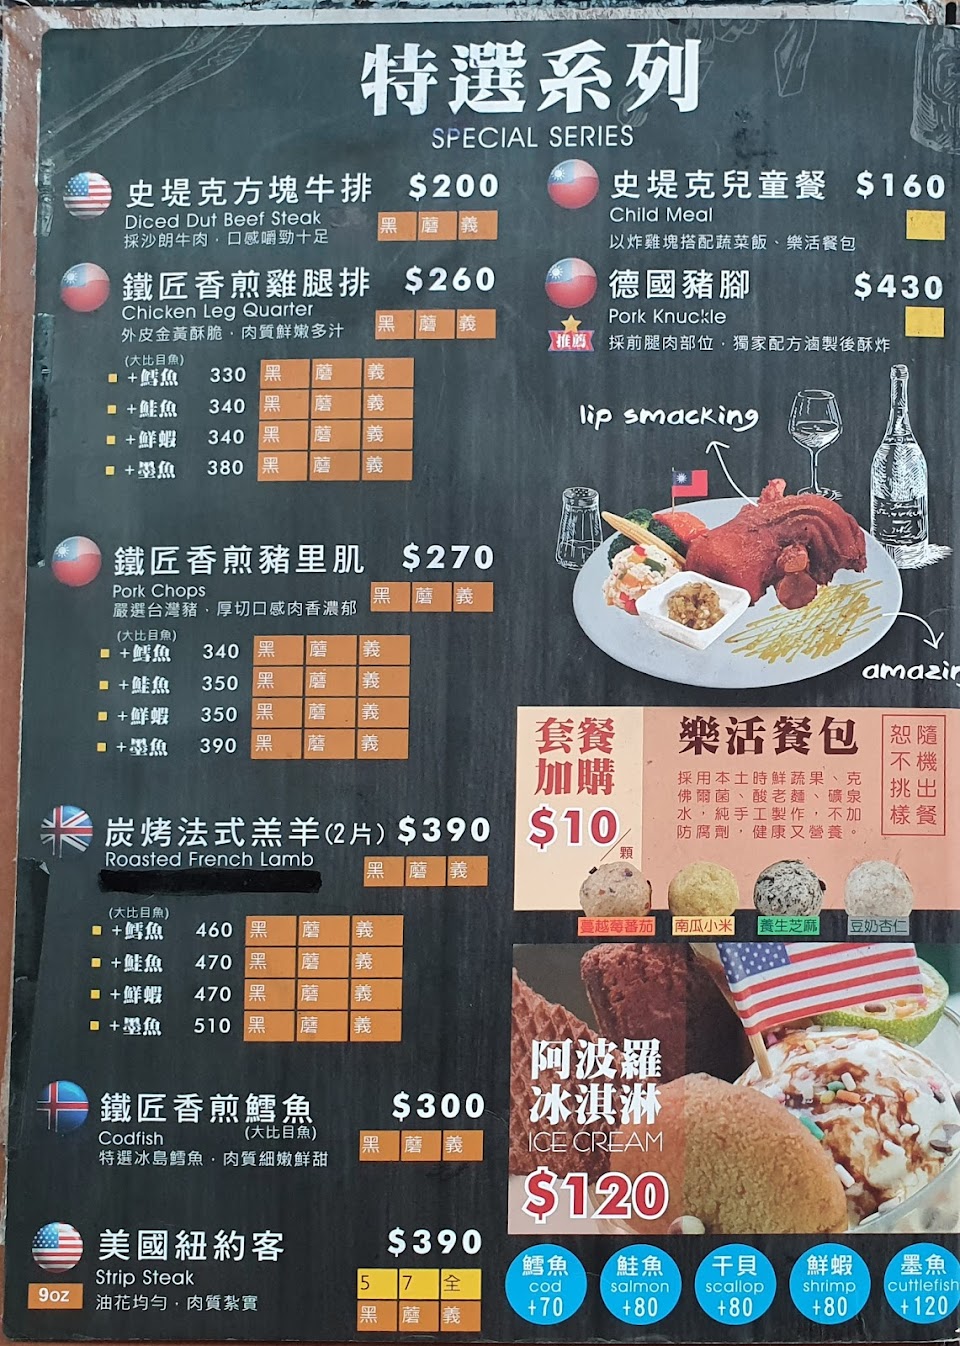 特選系列
SPECIAL SERIES
史堤克方塊牛排 $200
Diced Dut Beef Steak
採沙朗牛肉，口感嚼勁十足
黑 蘑 義
鐵匠香煎雞腿排 $260
Chicken Leg Quarter
外皮金黃酥脆，肉質鮮嫩多汁
黑 蘑 義
(大比目魚)
+鱈魚 330 黑 蘑 義
+鮭魚 340 黑 蘑 義
+鮮蝦 340 黑 蘑 義
+墨魚 380 黑 蘑 義
鐵匠香煎豬里肌 $270
Pork Chops
嚴選台灣豬，厚切口感肉香濃郁
黑 蘑 義
(大比目魚)
+鱈魚 340 黑 蘑 義
+鮭魚 350 黑 蘑 義
+鮮蝦 350 黑 蘑 義
+墨魚 390 黑 蘑 義
炭烤法式羔羊(2片) $390
Roasted French Lamb
黑 蘑 義
(大比目魚)
+鱈魚 460 黑 蘑 義
+鮭魚 470 黑 蘑 義
+鮮蝦 470 黑 蘑 義
+墨魚 510 黑 蘑 義
鐵匠香煎鱈魚 $300
Codfish (大比目魚)
特選冰島鱈魚，肉質細嫩鮮甜
黑 蘑 義
美國紐約客 $390
Strip Steak
9oz
油花均勻，肉質紮實
5 7 全
黑 蘑 義
史堤克兒童餐 $160
Child Meal
以炸雞塊搭配蔬菜飯、樂活餐包
德國豬腳 $430
Pork Knuckle
推薦
採前腿肉部位，獨家配方滷製後酥炸
lip smacking
amazin
套餐
加購
$10/顆
樂活餐包
採用本土時鮮蔬果、克
佛爾菌、酸老麵、礦泉
水，純手工製作，不加
防腐劑，健康又營養。
隨機出餐
恕不挑樣
蔓越莓蕃茄
南瓜小米
養生芝麻
豆奶杏仁
阿波羅
冰淇淋
ICE CREAM
$120
鱈魚
cod
+70
鮭魚
salmon
+80
干貝
scallop
+80
鮮蝦
shrimp
+80
墨魚
cuttlefish
+120